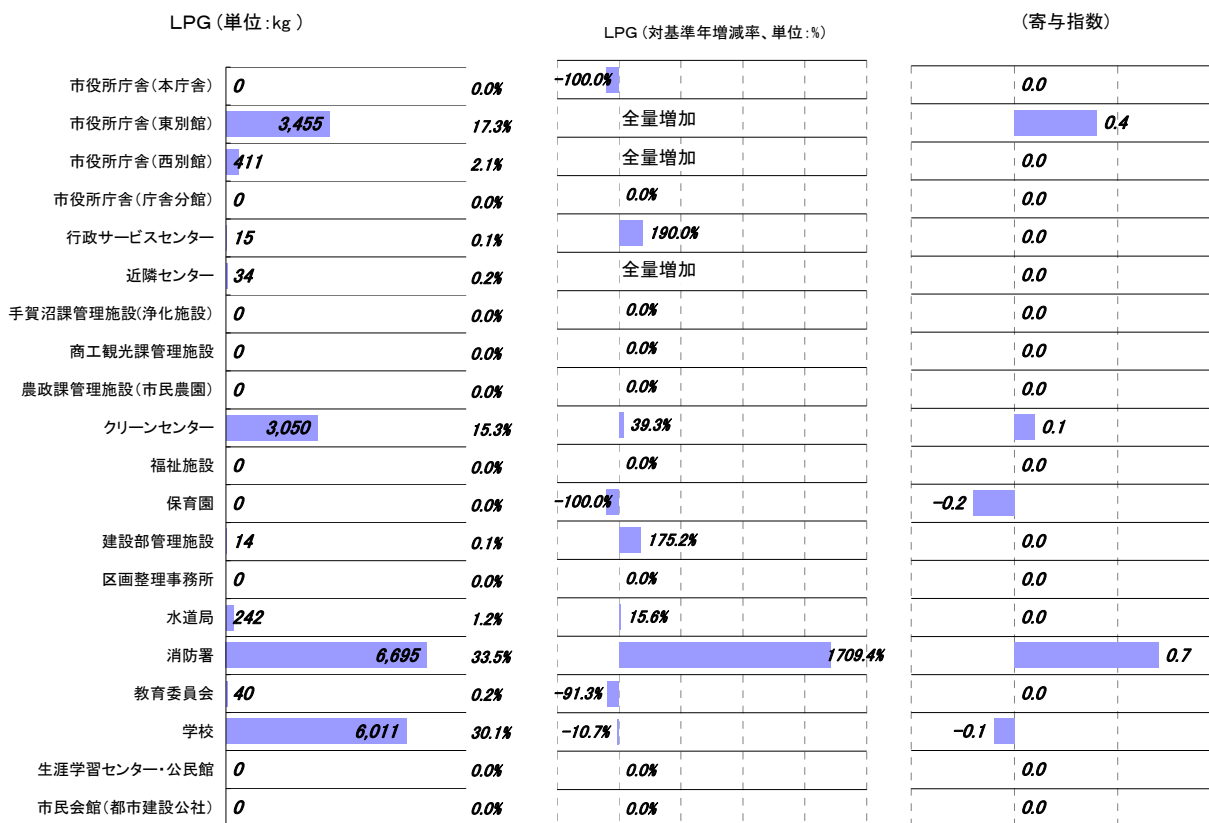 LPG（単位:kg） LPG（対基準年増減率、単位:%） （寄与指数）
市役所庁舎（本庁舎） 0 0.0% -100.0% 0.0
市役所庁舎（東別館） 3,455 17.3% 全量増加 0.4
市役所庁舎（西別館） 411 2.1% 全量増加 0.0
市役所庁舎（庁舎分館） 0 0.0% 0.0% 0.0
行政サービスセンター 15 0.1% 190.0% 0.0
近隣センター 34 0.2% 全量増加 0.0
手賀沼課管理施設（浄化施設） 0 0.0% 0.0% 0.0
商工観光課管理施設 0 0.0% 0.0% 0.0
農政課管理施設（市民農園） 0 0.0% 0.0% 0.0
クリーンセンター 3,050 15.3% 39.3% 0.1
福祉施設 0 0.0% 0.0% 0.0
保育園 0 0.0% -100.0% -0.2
建設部管理施設 14 0.1% 175.2% 0.0
区画整理事務所 0 0.0% 0.0% 0.0
水道局 242 1.2% 15.6% 0.0
消防署 6,695 33.5% 1709.4% 0.7
教育委員会 40 0.2% -91.3% 0.0
学校 6,011 30.1% -10.7% -0.1
生涯学習センター・公民館 0 0.0% 0.0% 0.0
市民会館（都市建設公社） 0 0.0% 0.0% 0.0